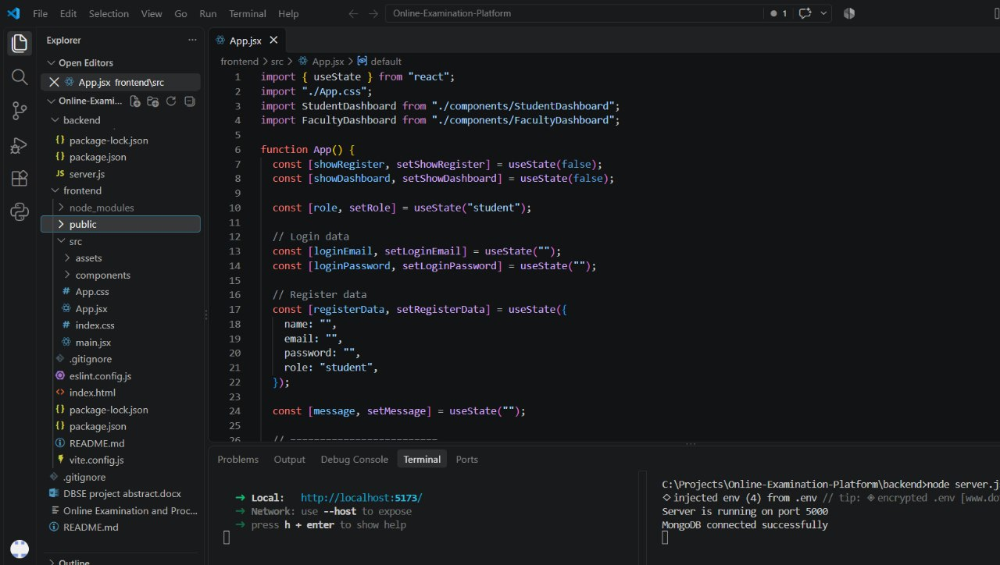 File Edit Selection View Go Run Terminal Help
Online-Examination-Platform
1
Explorer
Open Editors
App.jsx frontend\src
Online-Exami...
backend
package-lock.json
package.json
JS server.js
frontend
node_modules
public
src
assets
components
# App.css
App.jsx
# index.css
main.jsx
.gitignore
eslint.config.js
<> index.html
{} package-lock.json
{} package.json
README.md
vite.config.js
.gitignore
DBSE project abstract.docx
Online Examination and Proc...
README.md
Outline
App.jsx
frontend > src > App.jsx > default
1 import { useState } from "react";
2 import "./App.css";
3 import StudentDashboard from "./components/StudentDashboard";
4 import FacultyDashboard from "./components/FacultyDashboard";
5
6 function App() {
7 const [showRegister, setShowRegister] = useState(false);
8 const [showDashboard, setShowDashboard] = useState(false);
9
10 const [role, setRole] = useState("student");
11
12 // Login data
13 const [loginEmail, setLoginEmail] = useState("");
14 const [loginPassword, setLoginPassword] = useState("");
15
16 // Register data
17 const [registerData, setRegisterData] = useState({
18 name: "",
19 email: "",
20 password: "",
21 role: "student",
22 });
23
24 const [message, setMessage] = useState("");
25
26 // =========================
Problems Output Debug Console Terminal Ports
➜ Local: http://localhost:5173/
➜ Network: use --host to expose
➜ press h + enter to show help
C:\Projects\Online-Examination-Platform\backend>node server.j
injected env (4) from .env // tip: encrypted .env [www.do
Server is running on port 5000
MongoDB connected successfully